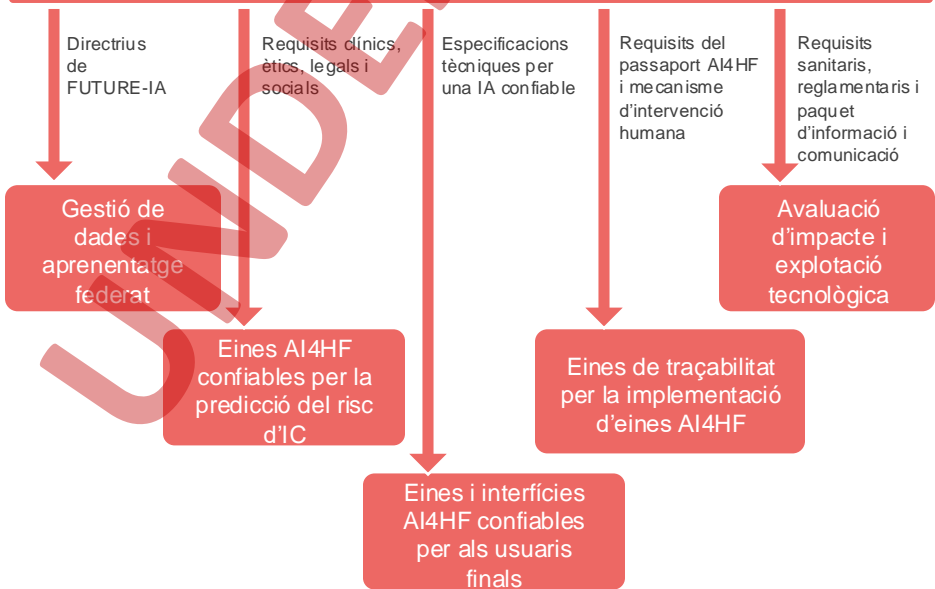 Directrius
de
FUTURE-IA
Requisits clínics,
ètics, legals i
socials
Especificacions
tècniques per
una IA confiable
Requisits del
passaport AI4HF
i mecanisme
d'intervenció
humana
Requisits
sanitaris,
reglamentaris i
paquet
d'informació i
comunicació
Gestió de
dades i
aprenentatge
federat
Avaluació
d'impacte i
explotació
tecnològica
Eines AI4HF
confiables per la
predicció del risc
d'IC
Eines de traçabilitat
per la implementació
d'eines AI4HF
Eines i interfícies
AI4HF confiables
per als usuaris
finals
UNDE